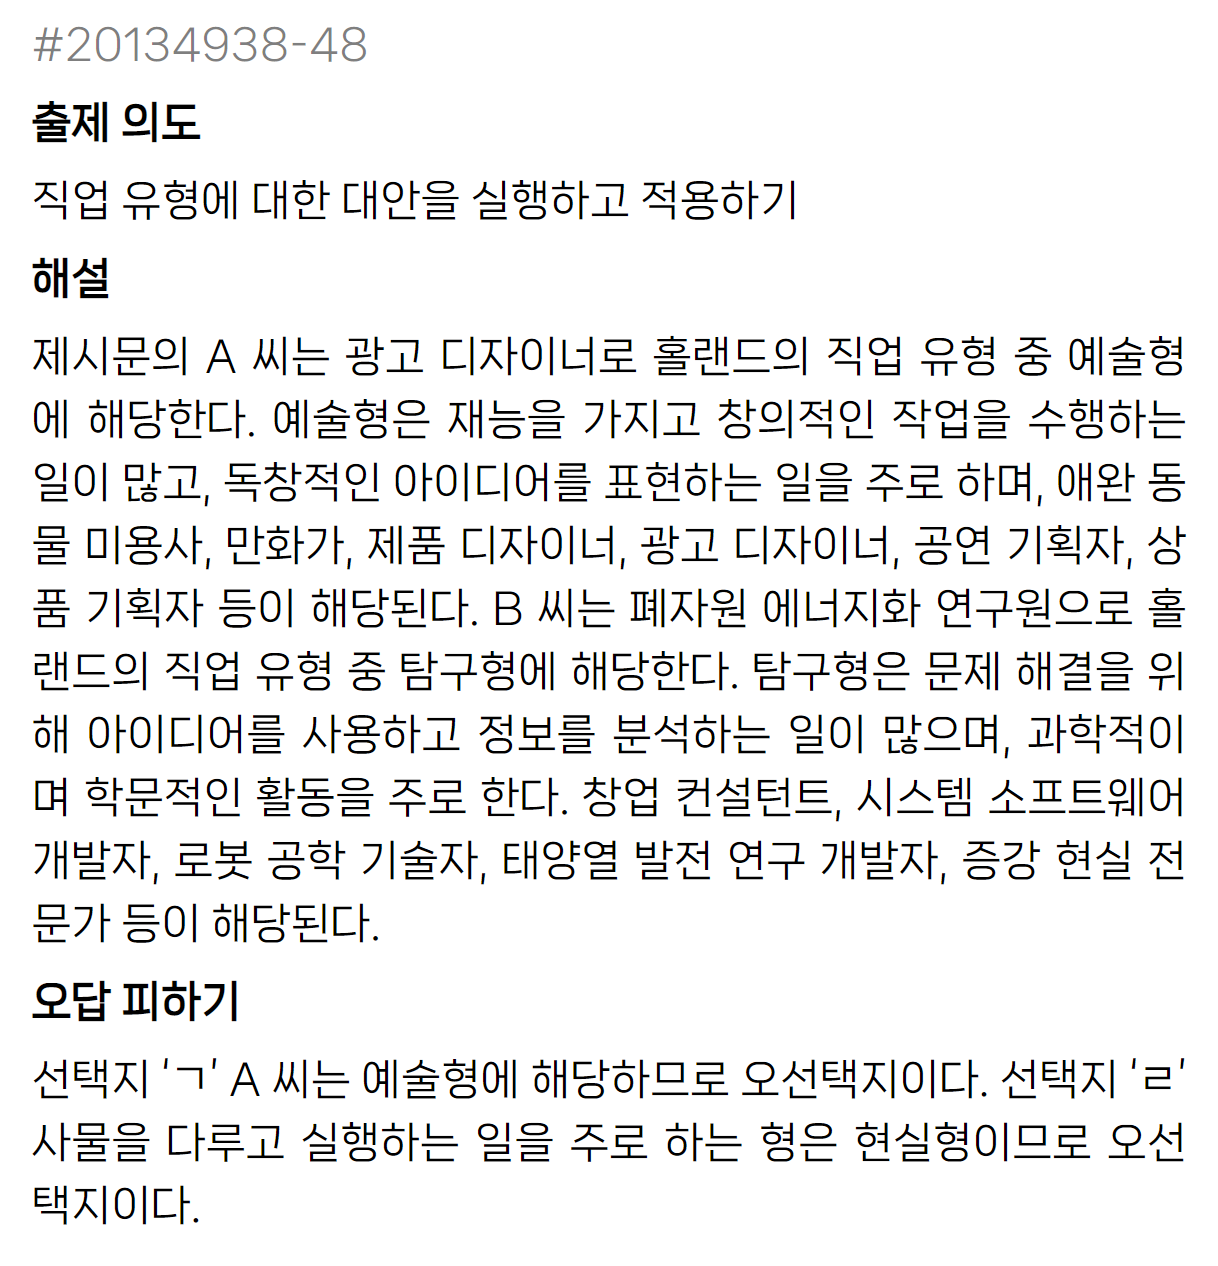 #20134938-48
출제 의도
직업 유형에 대한 대안을 실행하고 적용하기
해설
제시문의 A 씨는 광고 디자이너로 홀랜드의 직업 유형 중 예술형
에 해당한다. 예술형은 재능을 가지고 창의적인 작업을 수행하는
일이 많고, 독창적인 아이디어를 표현하는 일을 주로 하며, 애완 동
물 미용사, 만화가, 제품 디자이너, 광고 디자이너, 공연 기획자, 상
품 기획자 등이 해당된다. B 씨는 폐자원 에너지화 연구원으로 홀
랜드의 직업 유형 중 탐구형에 해당한다. 탐구형은 문제 해결을 위
해 아이디어를 사용하고 정보를 분석하는 일이 많으며, 과학적이
며 학문적인 활동을 주로 한다. 창업 컨설턴트, 시스템 소프트웨어
개발자, 로봇 공학 기술자, 태양열 발전 연구 개발자, 증강 현실 전
문가 등이 해당된다.
오답 피하기
선택지 ‘ㄱ’ A 씨는 예술형에 해당하므로 오선택지이다. 선택지 ‘ㄹ’
사물을 다루고 실행하는 일을 주로 하는 형은 현실형이므로 오선
택지이다.